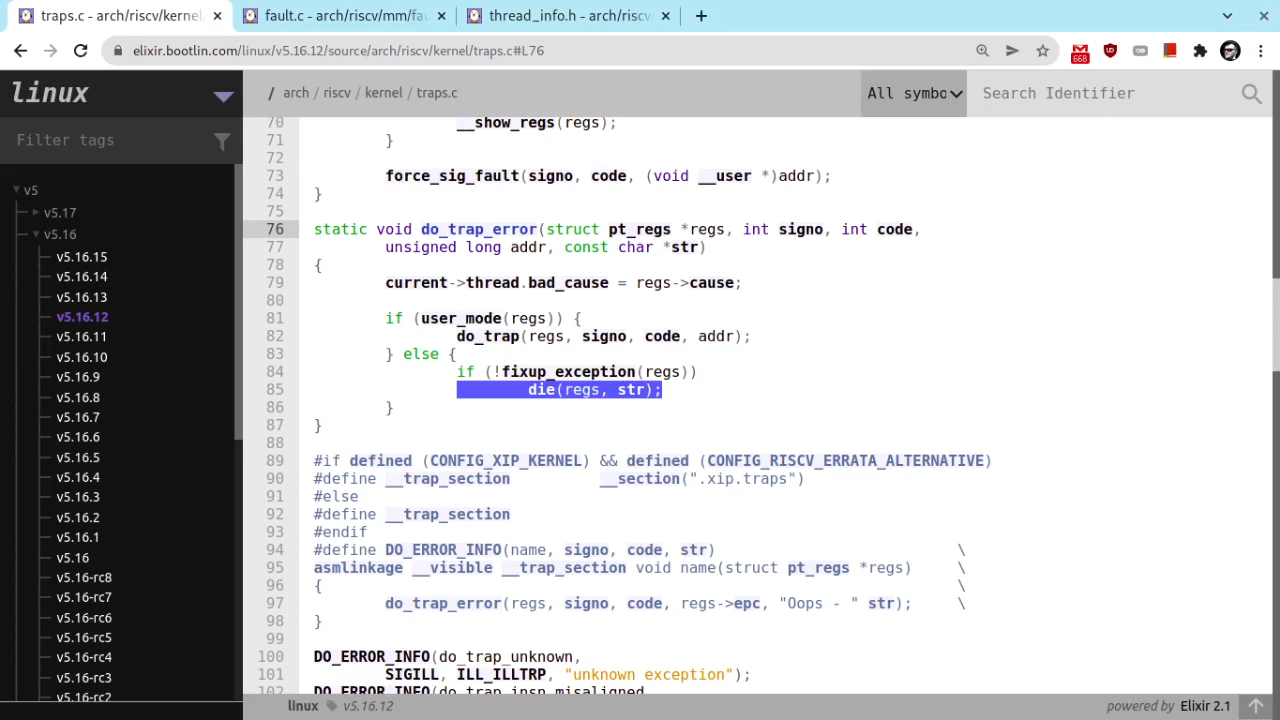 traps.c - arch/riscv/kernel
fault.c - arch/riscv/mm/fau
thread_info.h - arch/riscv/
elixir.bootlin.com/linux/v5.16.12/source/arch/riscv/kernel/traps.c#L76
668
linux
/ arch / riscv / kernel / traps.c
All symbo
Search Identifier
Filter tags
v5
v5.17
v5.16
v5.16.15
v5.16.14
v5.16.13
v5.16.12
v5.16.11
v5.16.10
v5.16.9
v5.16.8
v5.16.7
v5.16.6
v5.16.5
v5.16.4
v5.16.3
v5.16.2
v5.16.1
v5.16
v5.16-rc8
v5.16-rc7
v5.16-rc6
v5.16-rc5
v5.16-rc4
v5.16-rc3
v5.16-rc2
70 __show_regs(regs);
71 }
72
73 force_sig_fault(signo, code, (void __user *)addr);
74 }
75
76 static void do_trap_error(struct pt_regs *regs, int signo, int code,
77 unsigned long addr, const char *str)
78 {
79 current->thread.bad_cause = regs->cause;
80
81 if (user_mode(regs)) {
82 do_trap(regs, signo, code, addr);
83 } else {
84 if (!fixup_exception(regs))
85 die(regs, str);
86 }
87 }
88
89 #if defined (CONFIG_XIP_KERNEL) && defined (CONFIG_RISCV_ERRATA_ALTERNATIVE)
90 #define __trap_section __section(".xip.traps")
91 #else
92 #define __trap_section
93 #endif
94 #define DO_ERROR_INFO(name, signo, code, str) \
95 asmlinkage __visible __trap_section void name(struct pt_regs *regs) \
96 { \
97 do_trap_error(regs, signo, code, regs->epc, "Oops - " str); \
98 }
99
100 DO_ERROR_INFO(do_trap_unknown,
101 SIGILL, ILL_ILLTRP, "unknown exception");
102 DO_ERROR_INFO(do_trap_insn_misaligned,
linux v5.16.12
powered by Elixir 2.1